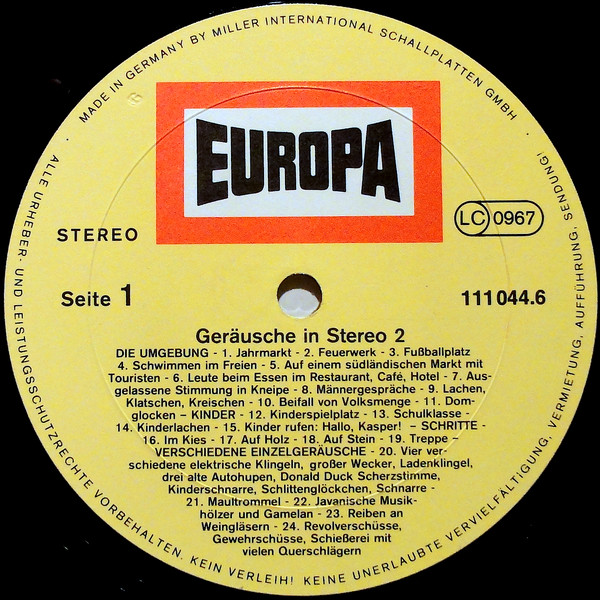 MADE IN GERMANY BY MILLER INTERNATIONAL SCHALLPLATTEN GMBH
EUROPA
STEREO
LC 0967
Seite 1
111 044.6
Geräusche in Stereo 2
DIE UMGEBUNG - 1. Jahrmarkt - 2. Feuerwerk - 3. Fußballplatz
4. Schwimmen im Freien - 5. Auf einem südländischen Markt mit
Touristen - 6. Leute beim Essen im Restaurant, Café, Hotel - 7. Aus-
gelassene Stimmung in Kneipe - 8. Männergespräche - 9. Lachen,
Klatschen, Kreischen - 10. Beifall von Volksmenge - 11. Dom-
glocken – KINDER - 12. Kinderspielplatz - 13. Schulklasse -
14. Kinderlachen - 15. Kinder rufen: Hallo, Kasper! – SCHRITTE -
16. Im Kies - 17. Auf Holz - 18. Auf Stein - 19. Treppe –
VERSCHIEDENE EINZELGERÄUSCHE - 20. Vier ver-
schiedene elektrische Klingeln, großer Wecker, Ladenklingel,
drei alte Autohupen, Donald Duck Scherzstimme,
Kinderschnarre, Schlittenglöckchen, Schnarre -
21. Maultrommel - 22. Javanische Musik-
hölzer und Gamelan - 23. Reiben an
Weingläsern - 24. Revolverschüsse,
Gewehrschüsse, Schießerei mit
vielen Querschlägern
ALLE URHEBER- UND LEISTUNGSSCHUTZRECHTE VORBEHALTEN. KEIN VERLEIH! KEINE UNERLAUBTE VERVIELFÄLTIGUNG, VERMIETUNG, AUFFÜHRUNG, SENDUNG!